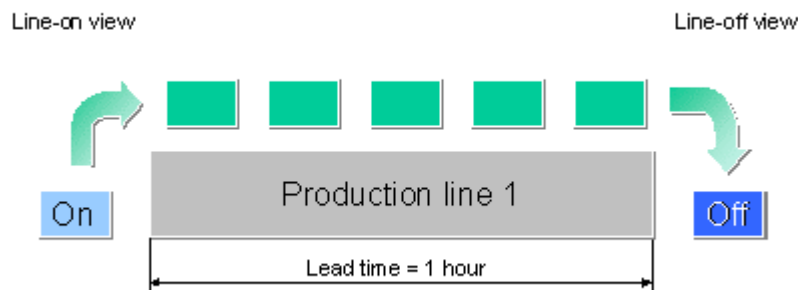 Line-on view
Line-off view
On
Production line 1
Off
Lead time = 1 hour